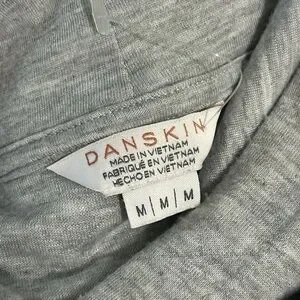 DANSKIN
MADE IN VIETNAM
FABRIQUÉ EN VIETNAM
HECHO EN VIETNAM
M | M | M